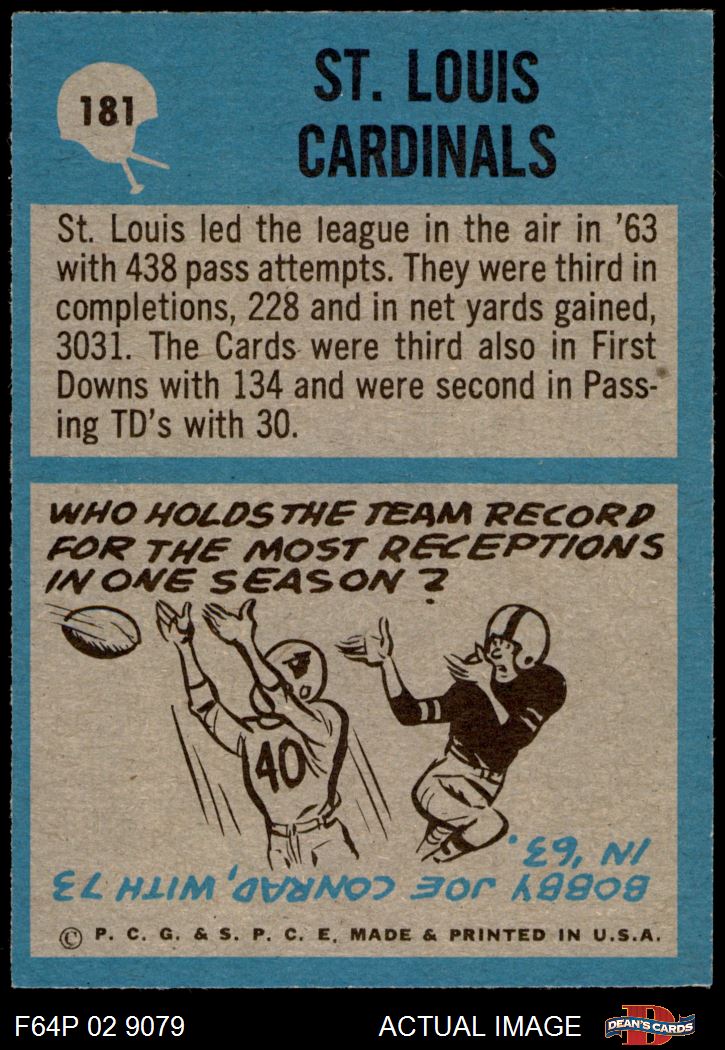 181
ST. LOUIS
CARDINALS
St. Louis led the league in the air in '63
with 438 pass attempts. They were third in
completions, 228 and in net yards gained,
3031. The Cards were third also in First
Downs with 134 and were second in Pass-
ing TD's with 30.
WHO HOLDS THE TEAM RECORD
FOR THE MOST RECEPTIONS
IN ONE SEASON?
40
BOBBY JOE CONRAD, WITH 73
IN '63.
© P. C. G. & S. P. C. E. MADE & PRINTED IN U.S.A.
F64P 02 9079
ACTUAL IMAGE
D
DEAN'S CARDS